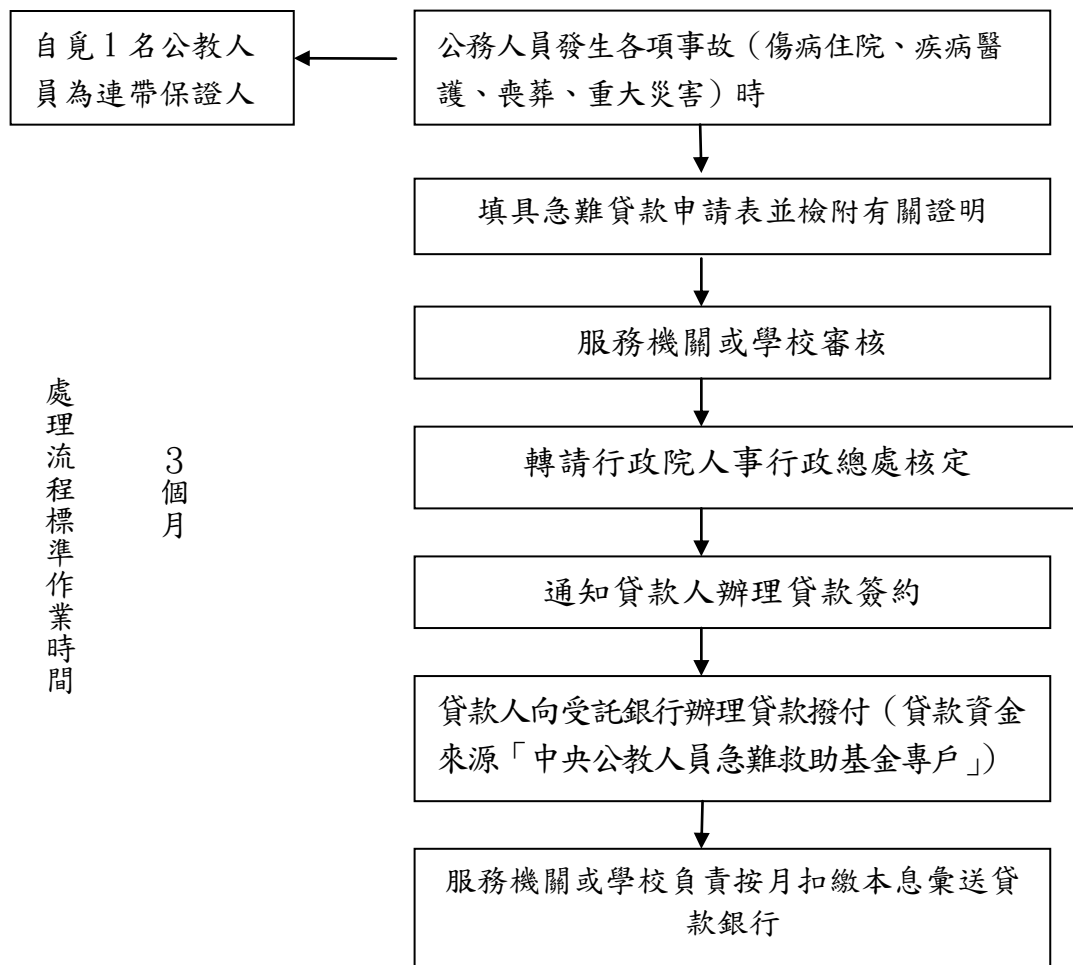 自覓1名公教人
員為連帶保證人
公務人員發生各項事故（傷病住院、疾病醫
護、喪葬、重大災害）時
填具急難貸款申請表並檢附有關證明
服務機關或學校審核
轉請行政院人事行政總處核定
通知貸款人辦理貸款簽約
貸款人向受託銀行辦理貸款撥付（貸款資金
來源「中央公教人員急難救助基金專戶」）
服務機關或學校負責按月扣繳本息彙送貸
款銀行
處理流程標準作業時間
3個月